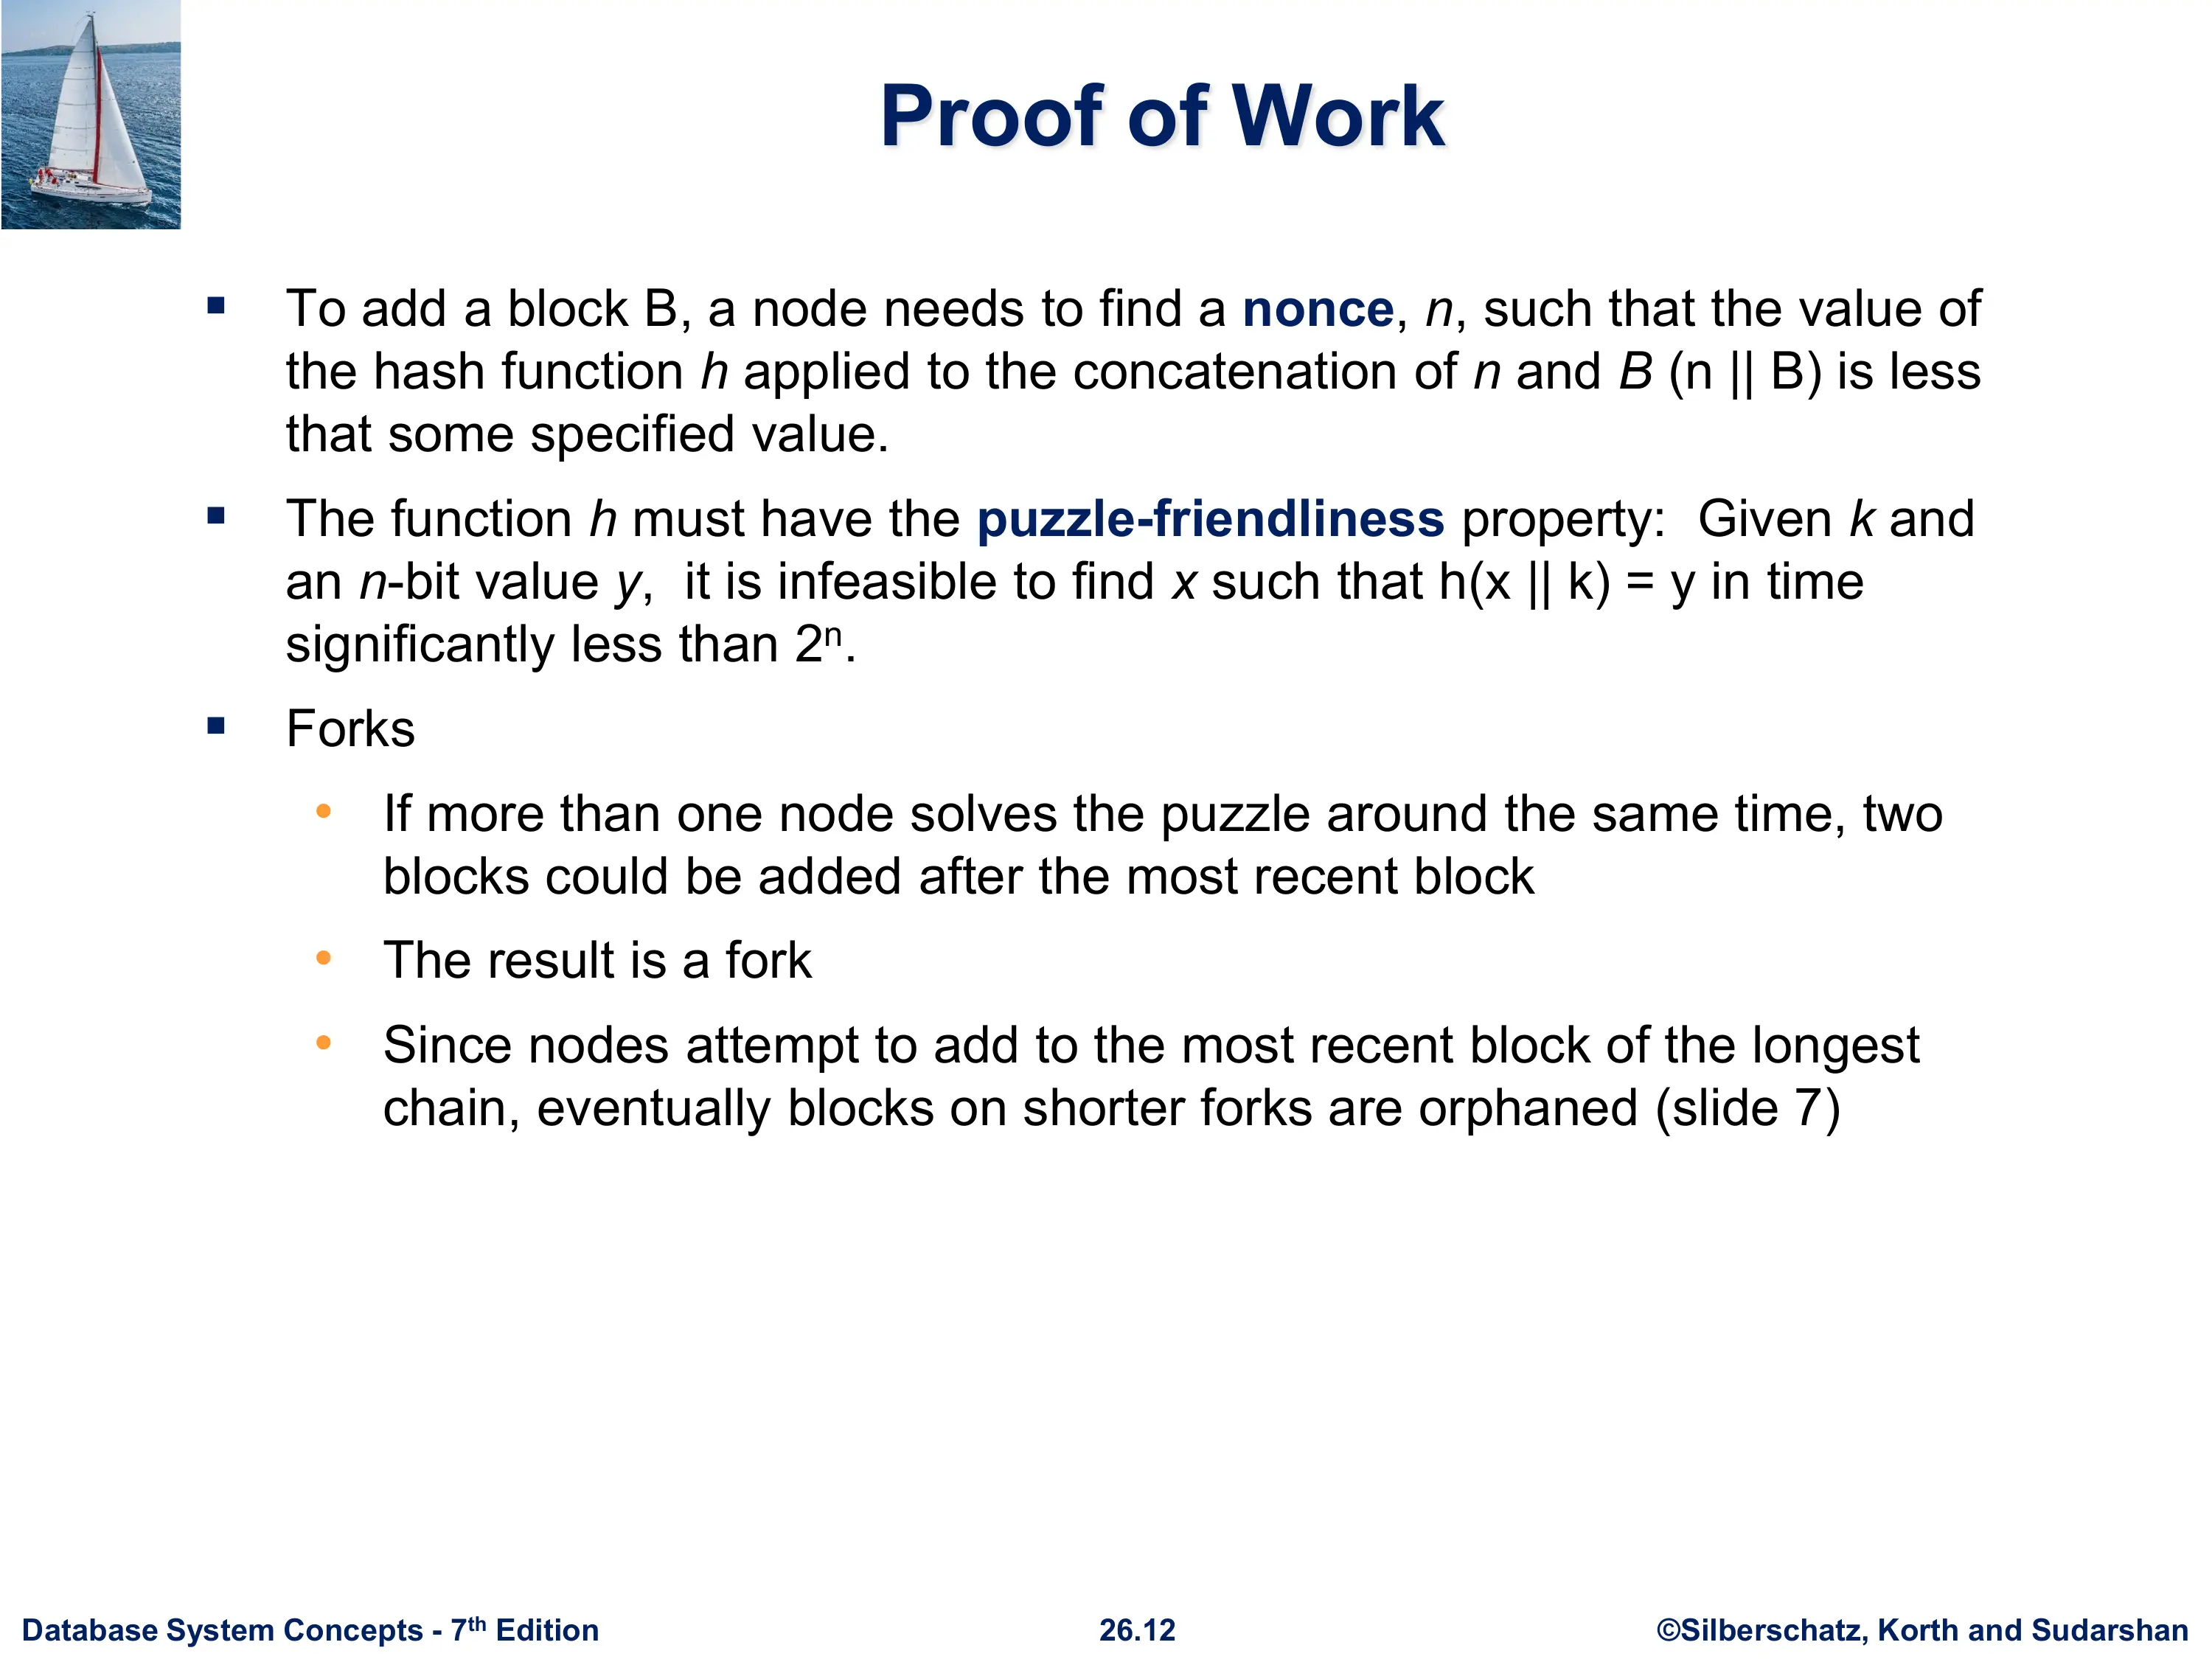 Proof of Work
▪ To add a block B, a node needs to find a nonce, n, such that the value of
the hash function h applied to the concatenation of n and B (n || B) is less
that some specified value.
▪ The function h must have the puzzle-friendliness property:  Given k and
an n-bit value y,  it is infeasible to find x such that h(x || k) = y in time
significantly less than 2ⁿ.
▪ Forks
• If more than one node solves the puzzle around the same time, two
blocks could be added after the most recent block
• The result is a fork
• Since nodes attempt to add to the most recent block of the longest
chain, eventually blocks on shorter forks are orphaned (slide 7)
Database System Concepts - 7th Edition 26.12 ©Silberschatz, Korth and Sudarshan